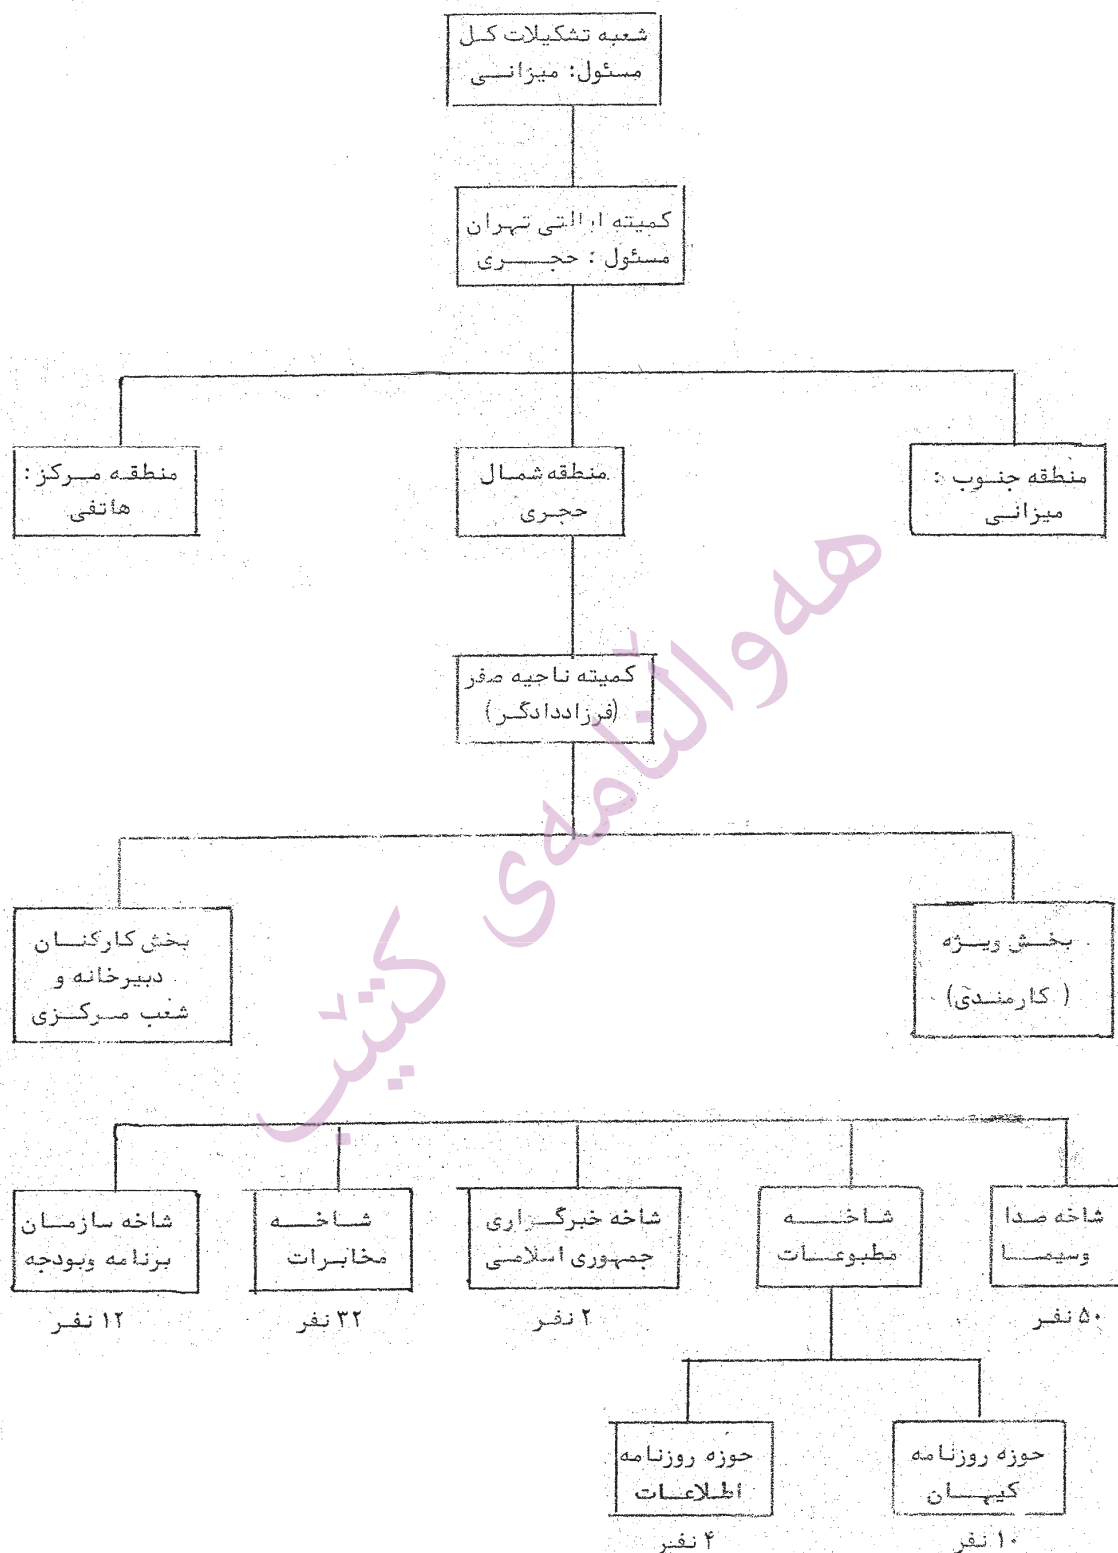 شعبه تشکیلات کل
مسئول: میزانی
کمیته ایالتی تهران
مسئول : حجری
منطقه جنوب :
میزانی
منطقه شمال
حجری
منطقه مرکز :
هاتفی
کمیته ناحیه صفر
(فرزاد دادگر)
بخش ویژه
( کارمندی)
بخش کارکنان
دبیرخانه و
شعب مرکزی
شاخه صدا
وسیما
۵۰ نفر
شاخه
مطبوعات
شاخه خبرگزاری
جمهوری اسلامی
۲ نفر
شاخه
مخابرات
۳۲ نفر
شاخه سازمان
برنامه وبودجه
۱۲ نفر
حوزه روزنامه
کیهان
۱۰ نفر
حوزه روزنامه
اطلاعات
۴ نفر
هەواڵنامەی کتێب